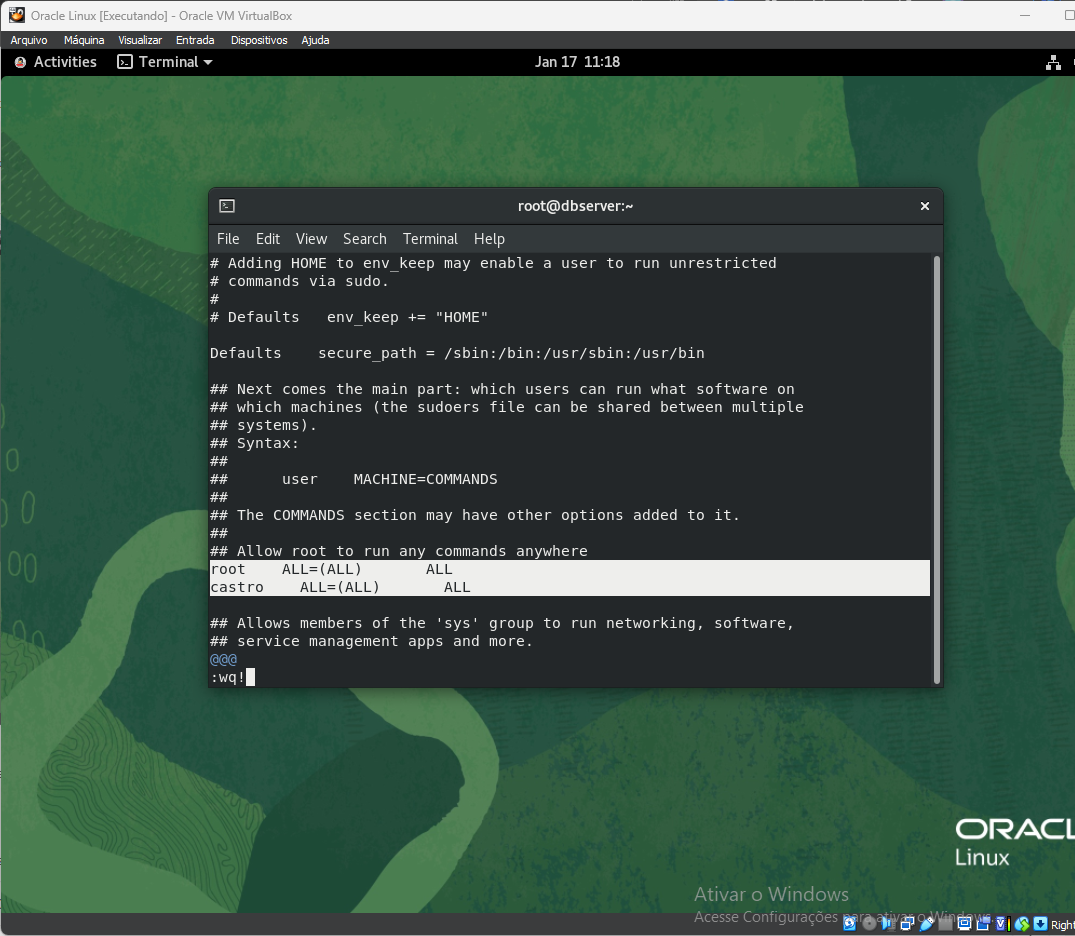 Oracle Linux [Executando] - Oracle VM VirtualBox
Arquivo Máquina Visualizar Entrada Dispositivos Ajuda
Activities Terminal Jan 17 11:18
root@dbserver:~
File Edit View Search Terminal Help
# Adding HOME to env_keep may enable a user to run unrestricted
# commands via sudo.
#
# Defaults   env_keep += "HOME"
Defaults    secure_path = /sbin:/bin:/usr/sbin:/usr/bin
## Next comes the main part: which users can run what software on
## which machines (the sudoers file can be shared between multiple
## systems).
## Syntax:
##
##      user    MACHINE=COMMANDS
##
## The COMMANDS section may have other options added to it.
##
## Allow root to run any commands anywhere
root    ALL=(ALL)       ALL
castro    ALL=(ALL)       ALL
## Allows members of the 'sys' group to run networking, software,
## service management apps and more.
@@@
:wq!
ORACL
Linux
Ativar o Windows
Acesse Configurações para ativar o Windows.
Right